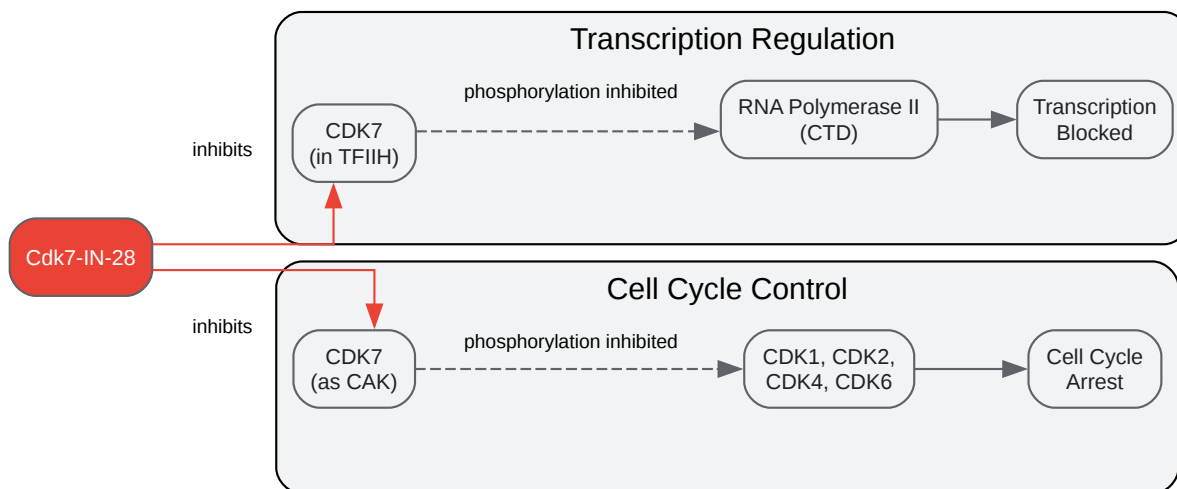 Transcription Regulation
phosphorylation inhibited
RNA Polymerase II
(CTD)
Transcription
Blocked
CDK7
(in TFIIH)
inhibits
Cdk7-IN-28
Cell Cycle Control
inhibits
phosphorylation inhibited
CDK7
(as CAK)
CDK1, CDK2,
CDK4, CDK6
Cell Cycle
Arrest